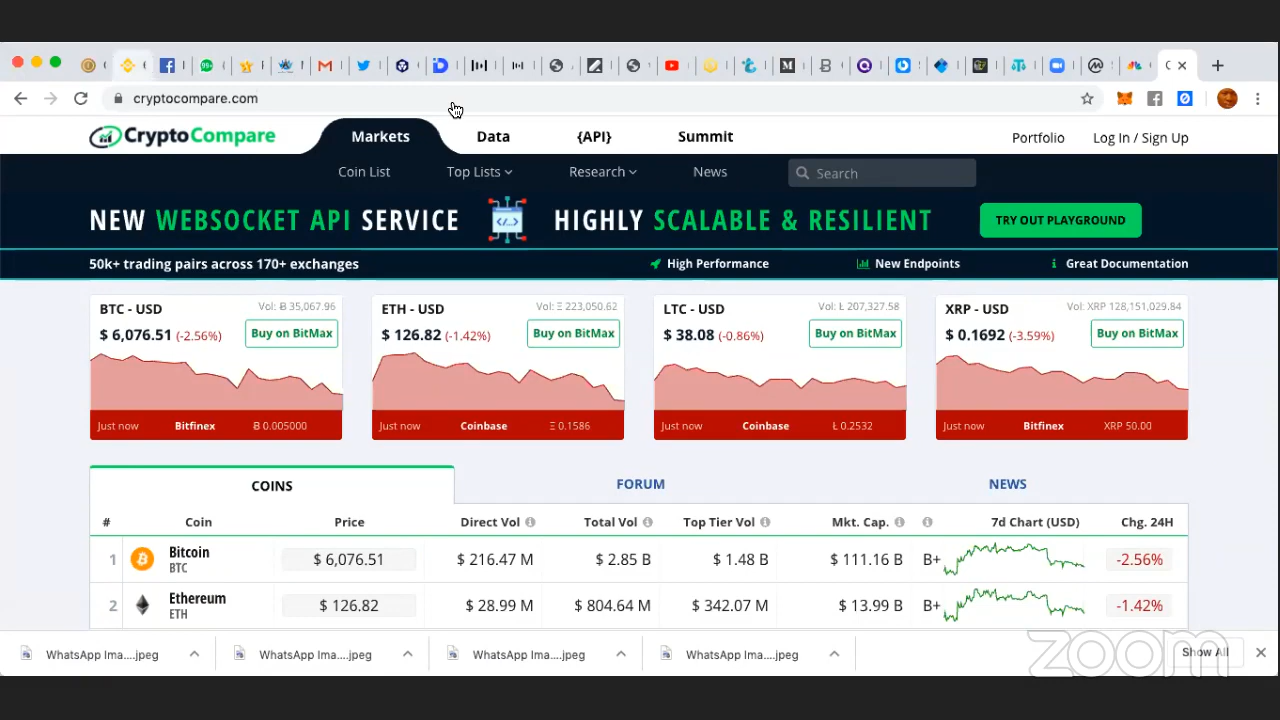 cryptocompare.com
CryptoCompare
Markets
Data
{API}
Summit
Portfolio
Log In / Sign Up
Coin List
Top Lists
Research
News
Search
NEW WEBSOCKET API SERVICE
</>
HIGHLY SCALABLE & RESILIENT
TRY OUT PLAYGROUND
50k+ trading pairs across 170+ exchanges
High Performance
New Endpoints
Great Documentation
BTC - USD
Vol: Ƀ 35,067.96
$ 6,076.51 (-2.56%)
Buy on BitMax
Just now
Bitfinex
Ƀ 0.005000
ETH - USD
Vol: Ξ 223,050.62
$ 126.82 (-1.42%)
Buy on BitMax
Just now
Coinbase
Ξ 0.1586
LTC - USD
Vol: Ł 207,327.58
$ 38.08 (-0.86%)
Buy on BitMax
Just now
Coinbase
Ł 0.2532
XRP - USD
Vol: XRP 128,151,029.84
$ 0.1692 (-3.59%)
Buy on BitMax
Just now
Bitfinex
XRP 50.00
COINS
FORUM
NEWS
# Coin Price Direct Vol Total Vol Top Tier Vol Mkt. Cap. 7d Chart (USD) Chg. 24H
1 Bitcoin $ 6,076.51 $ 216.47 M $ 2.85 B $ 1.48 B $ 111.16 B B+ -2.56%
BTC
2 Ethereum $ 126.82 $ 28.99 M $ 804.64 M $ 342.07 M $ 13.99 B B+ -1.42%
ETH
WhatsApp Ima....jpeg
WhatsApp Ima....jpeg
WhatsApp Ima....jpeg
WhatsApp Ima....jpeg
Show All
zoom